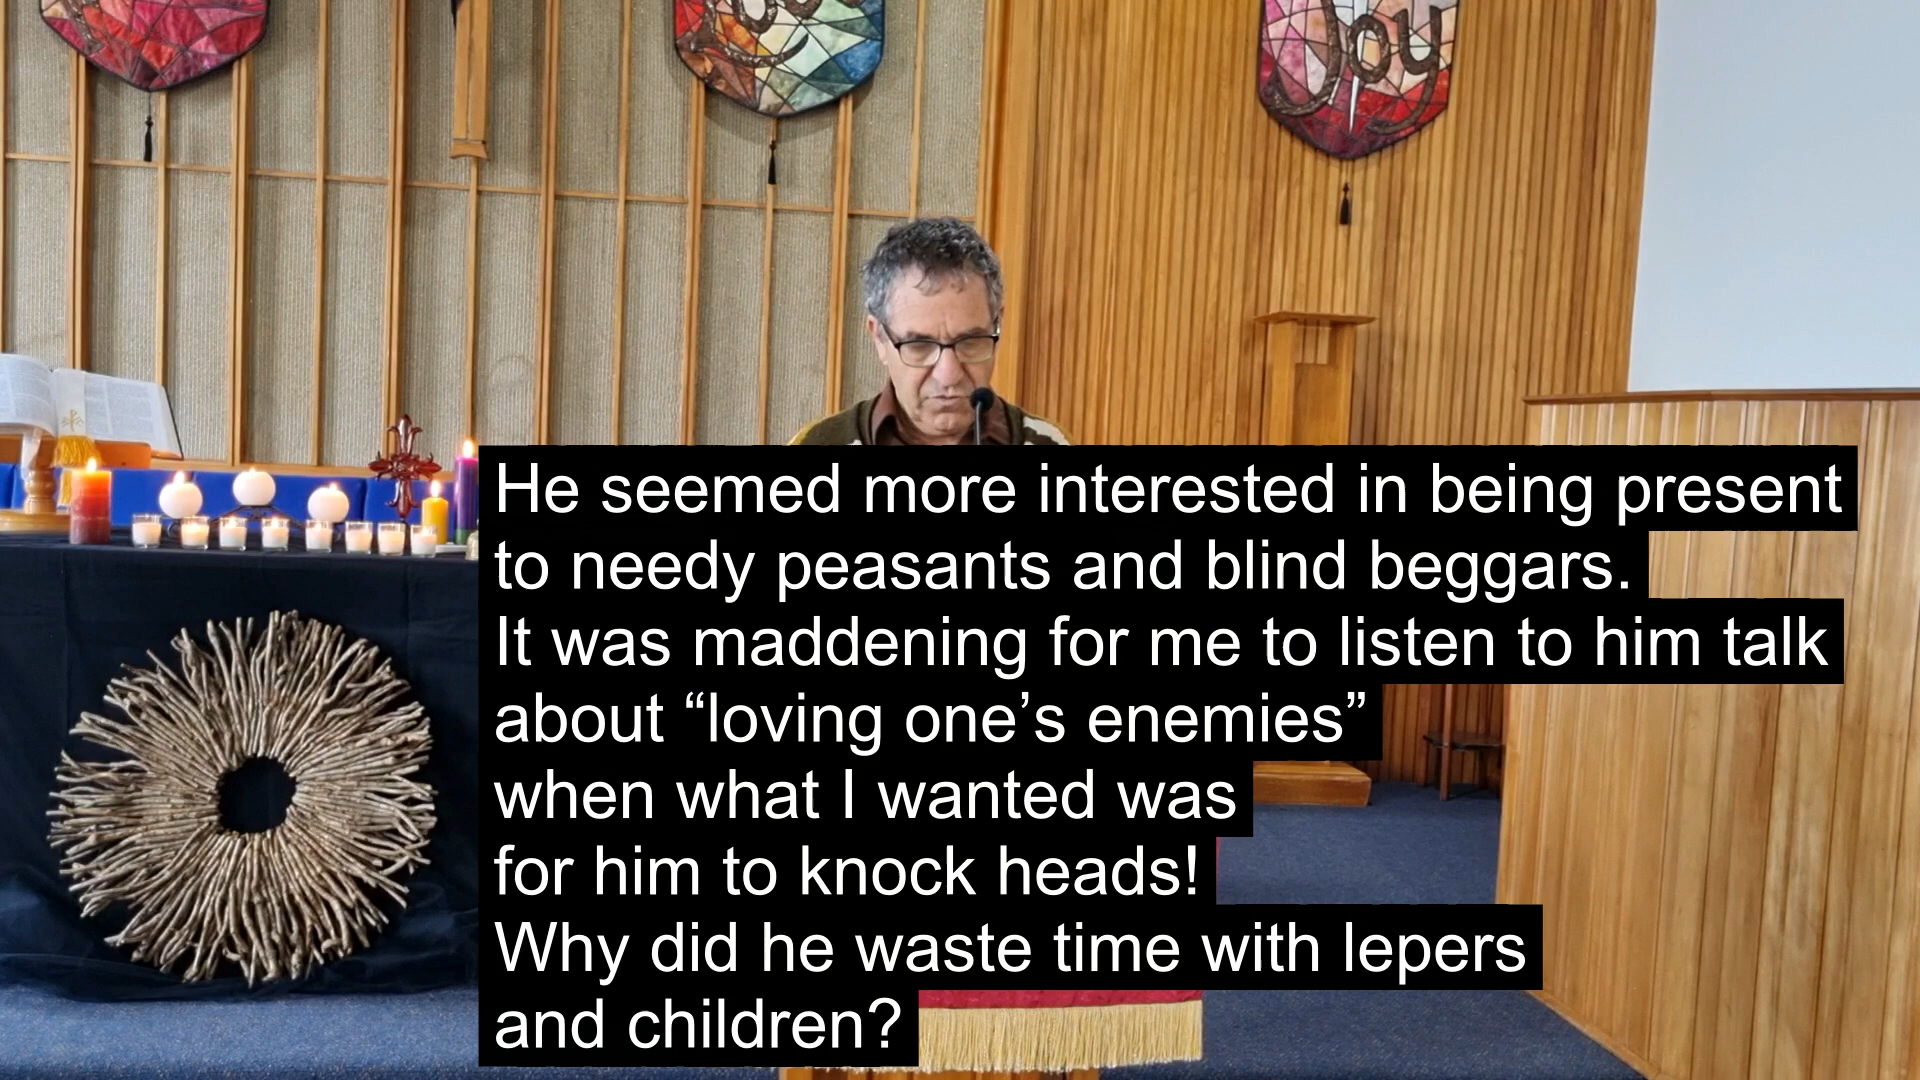 Joy
He seemed more interested in being present
to needy peasants and blind beggars.
It was maddening for me to listen to him talk
about “loving one’s enemies”
when what I wanted was
for him to knock heads!
Why did he waste time with lepers
and children?